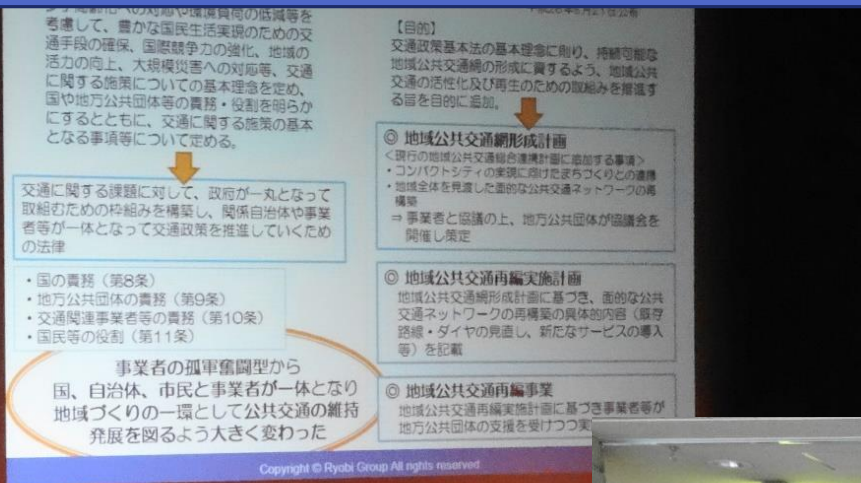 考慮して、豊かな国民生活実現のための交
通手段の確保、国際競争力の強化、地域の
活力の向上、大規模災害への対応等、交通
に関する施策についての基本理念を定め、
国や地方公共団体等の責務・役割を明らか
にするとともに、交通に関する施策の基本
となる事項等について定める。
交通に関する課題に対して、政府が一丸となって
取組むための枠組みを構築し、関係自治体や事業
者等が一体となって交通政策を推進していくため
の法律
・国の責務（第8条）
・地方公共団体の責務（第9条）
・交通関連事業者等の責務（第10条）
・国民等の役割（第11条）
事業者の孤軍奮闘型から
国、自治体、市民と事業者が一体となり
地域づくりの一環として公共交通の維持
発展を図るよう大きく変わった
【目的】
交通政策基本法の基本理念に則り、持続可能な
地域公共交通網の形成に資するよう、地域公共
交通の活性化及び再生のための取組みを推進す
る旨を目的に追加。
◎ 地域公共交通網形成計画
＜現行の地域公共交通総合連携計画に追加する事項＞
・コンパクトシティの実現に向けたまちづくりとの連携
・地域全体を見渡した面的な公共交通ネットワークの再
構築
⇒ 事業者と協議の上、地方公共団体が協議会を
開催し策定
◎ 地域公共交通再編実施計画
地域公共交通網形成計画に基づき、面的な公共
交通ネットワークの再構築の具体的内容（既存
路線・ダイヤの見直し、新たなサービスの導入
等）を記載
◎ 地域公共交通再編事業
地域公共交通再編実施計画に基づき事業者等が
地方公共団体の支援を受けつつ実
Copyright © Ryobi Group All rights reserved